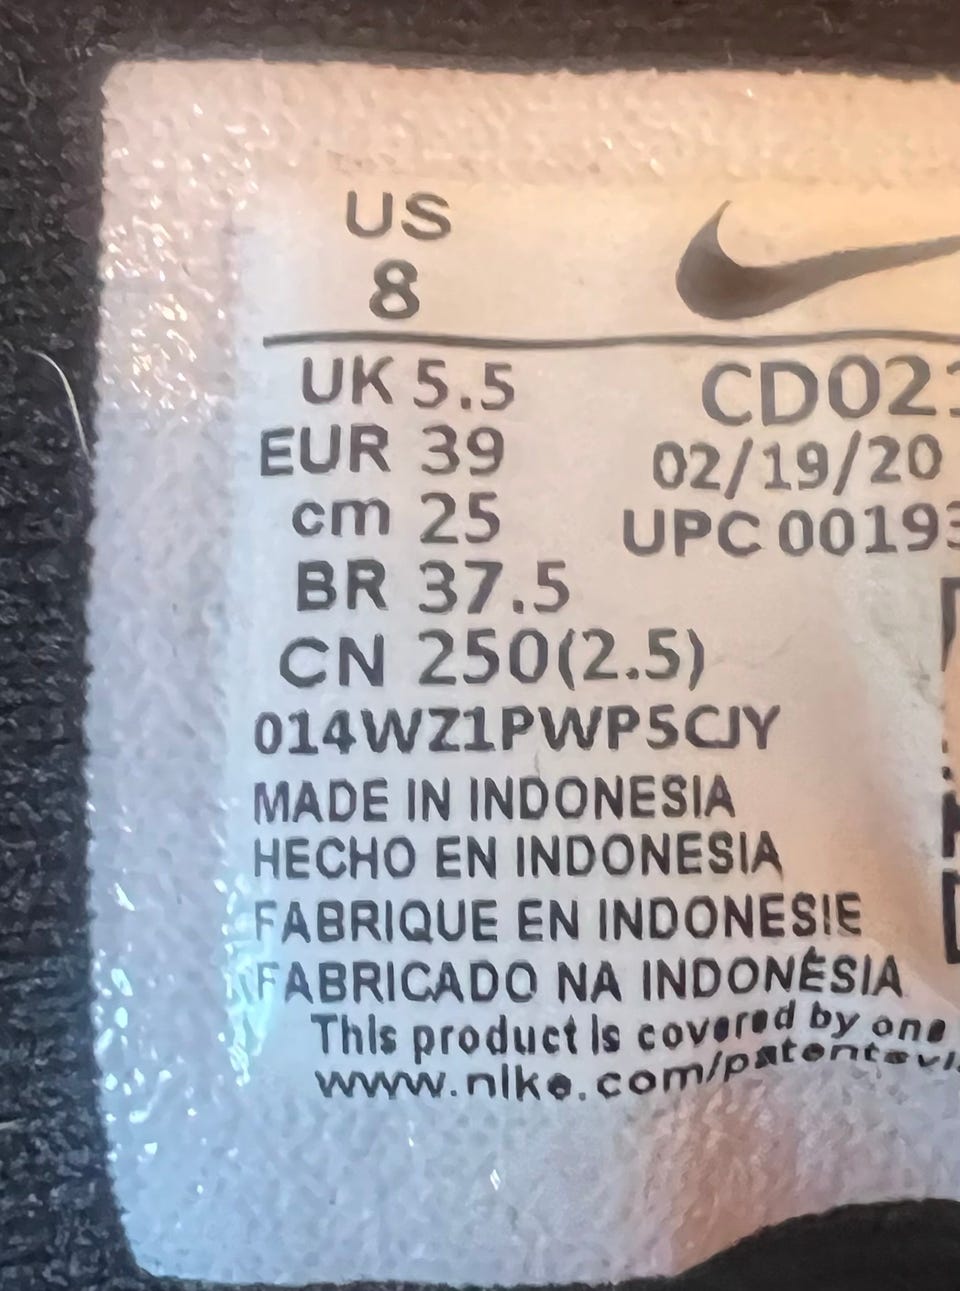 US
8
UK 5.5
EUR 39
cm 25
BR 37.5
CN 250(2.5)
CD02
02/19/20
UPC 00193
014WZ1PWP5CJY
MADE IN INDONESIA
HECHO EN INDONESIA
FABRIQUE EN INDONESIE
FABRICADO NA INDONÉSIA
This product is covered by one
www.nike.com/patents